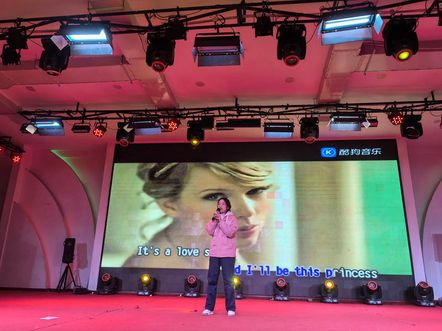 K 酷狗音乐
It's a love s
d I'll be this princess